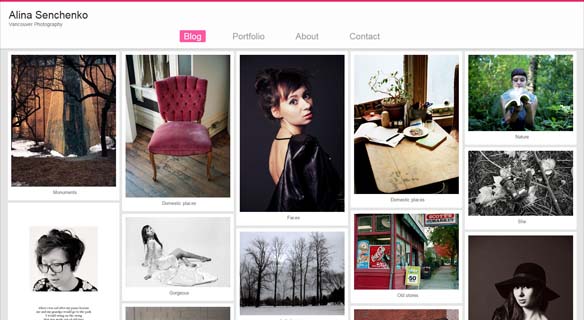 Alina Senchenko
Vancouver Photography
Blog
Portfolio
About
Contact
Monuments
Domestic places
Faces
Domestic places
Nature
She
Gorgeous
Old stores